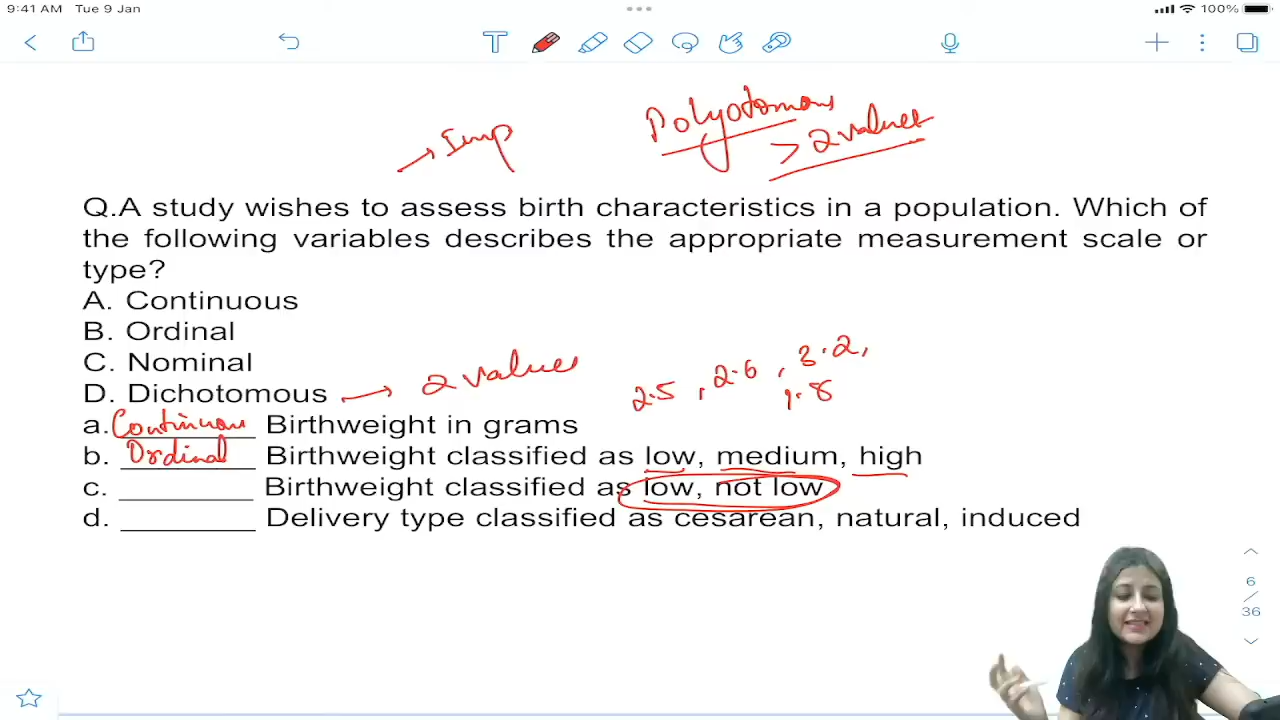 9:41 AM Tue 9 Jan
100%
T
Polyotomous
> 2 values
→ Imp
Q.A study wishes to assess birth characteristics in a population. Which of
the following variables describes the appropriate measurement scale or
type?
A. Continuous
B. Ordinal
C. Nominal
D. Dichotomous → 2 values
2.5, 2.6, 3.2,
1.8
a. Continuous Birthweight in grams
b. Ordinal Birthweight classified as low, medium, high
c. __________ Birthweight classified as low, not low
d. __________ Delivery type classified as cesarean, natural, induced
6
/
36